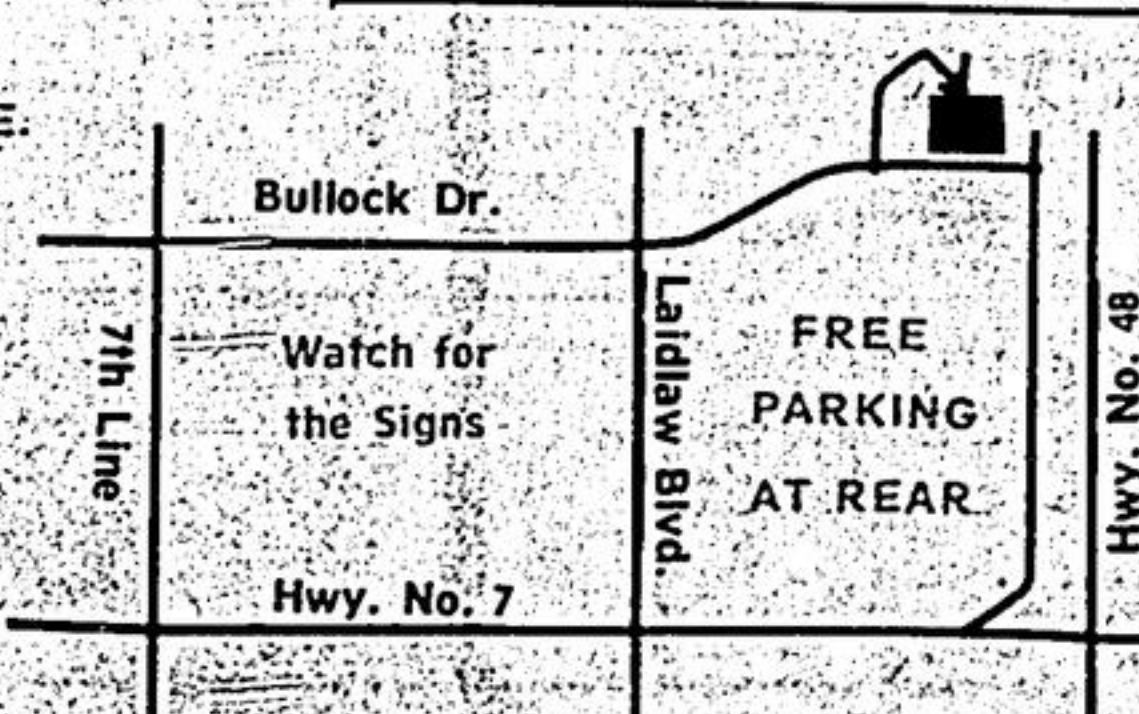 Bullock Dr.
7th Line
Watch for
the Signs
Laidlaw Blvd.
FREE
PARKING
AT REAR
Hwy. No. 48
Hwy. No. 7